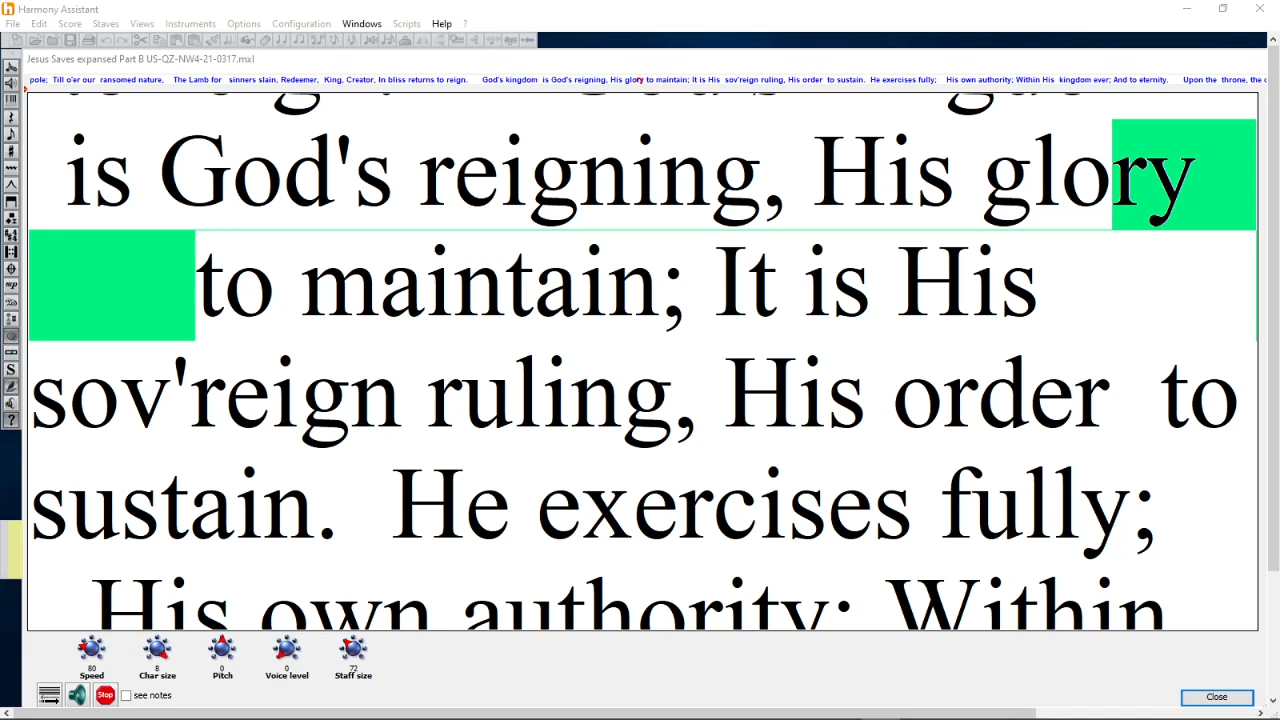 Harmony Assistant
File Edit Score Staves Views Instruments Options Configuration Windows Scripts Help ?
Jesus Saves expansed Part B US-QZ-NW4-21-0317.mxl
pole; Till o'er our ransomed nature, The Lamb for sinners slain, Redeemer, King, Creator, In bliss returns to reign. God's kingdom is God's reigning, His glory to maintain; It is His sov'reign ruling, His order to sustain. He exercises fully; His own authority; Within His kingdom ever; And to eternity. Upon the throne, the
is God's reigning, His glory
to maintain; It is His
sov'reign ruling, His order to
sustain. He exercises fully;
His own authority; Within
80 8 0 0 72
Speed Char size Pitch Voice level Staff size
Stop see notes Close